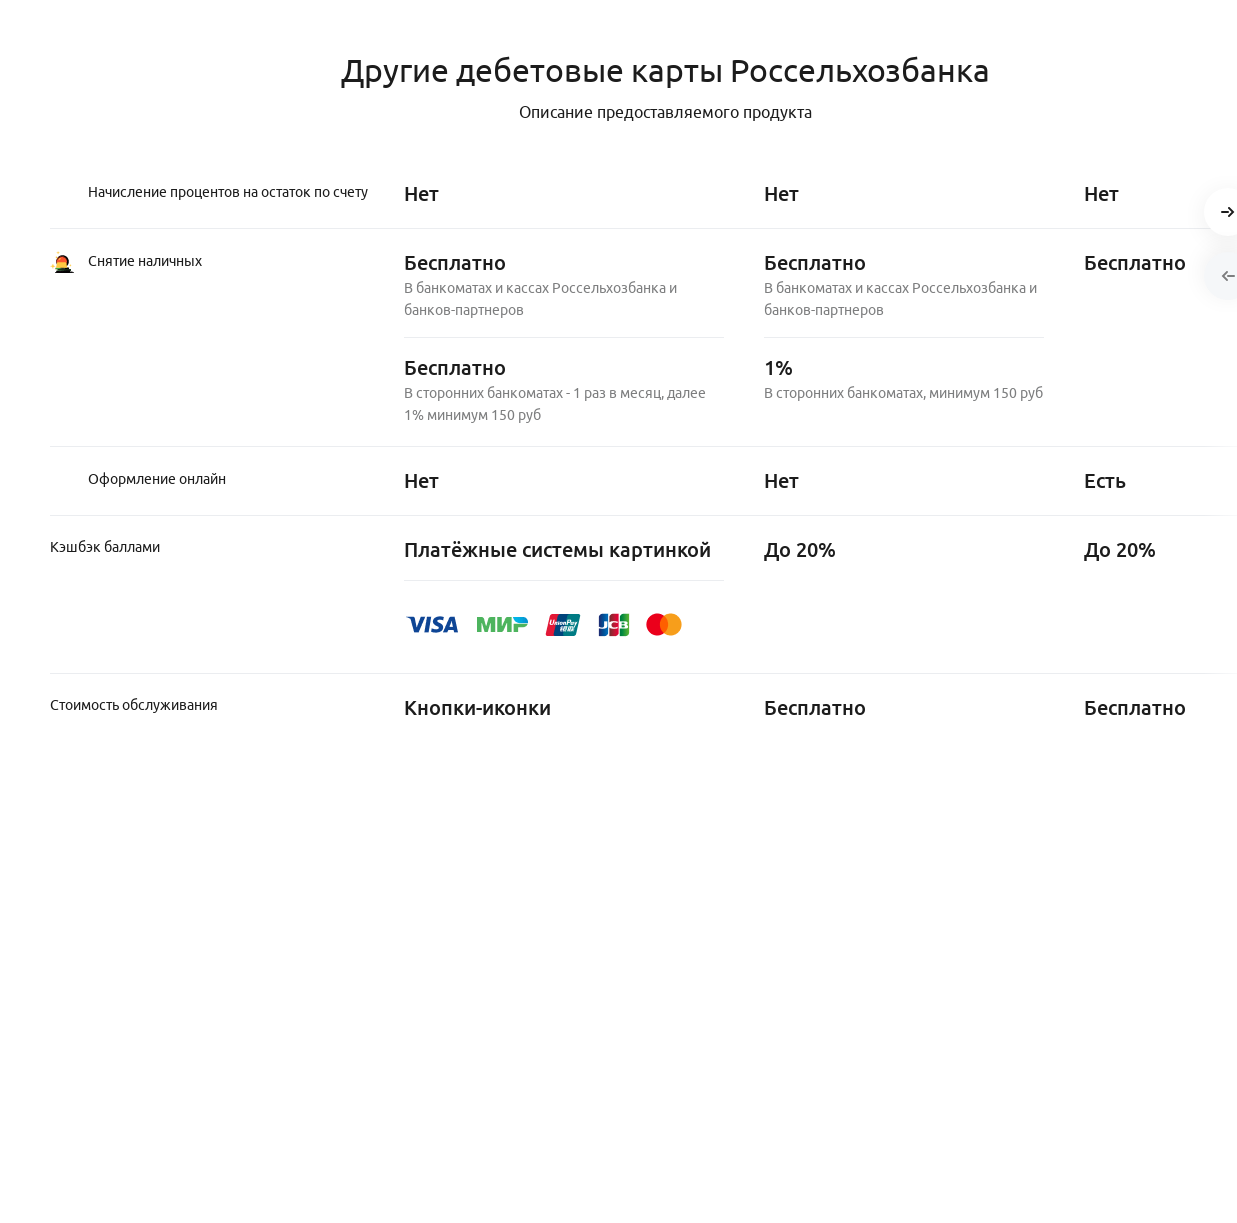 Другие дебетовые карты Россельхозбанка
Описание предоставляемого продукта
Начисление процентов на остаток по счету
Нет
Нет
Нет
Снятие наличных
Бесплатно
В банкоматах и кассах Россельхозбанка и
банков-партнеров
Бесплатно
В сторонних банкоматах - 1 раз в месяц, далее
1% минимум 150 руб
Бесплатно
В банкоматах и кассах Россельхозбанка и
банков-партнеров
1%
В сторонних банкоматах, минимум 150 руб
Бесплатно
Оформление онлайн
Нет
Нет
Есть
Кэшбэк баллами
Платёжные системы картинкой
VISA МИР UnionPay 银联 JCB
До 20%
До 20%
Стоимость обслуживания
Кнопки-иконки
Бесплатно
Бесплатно